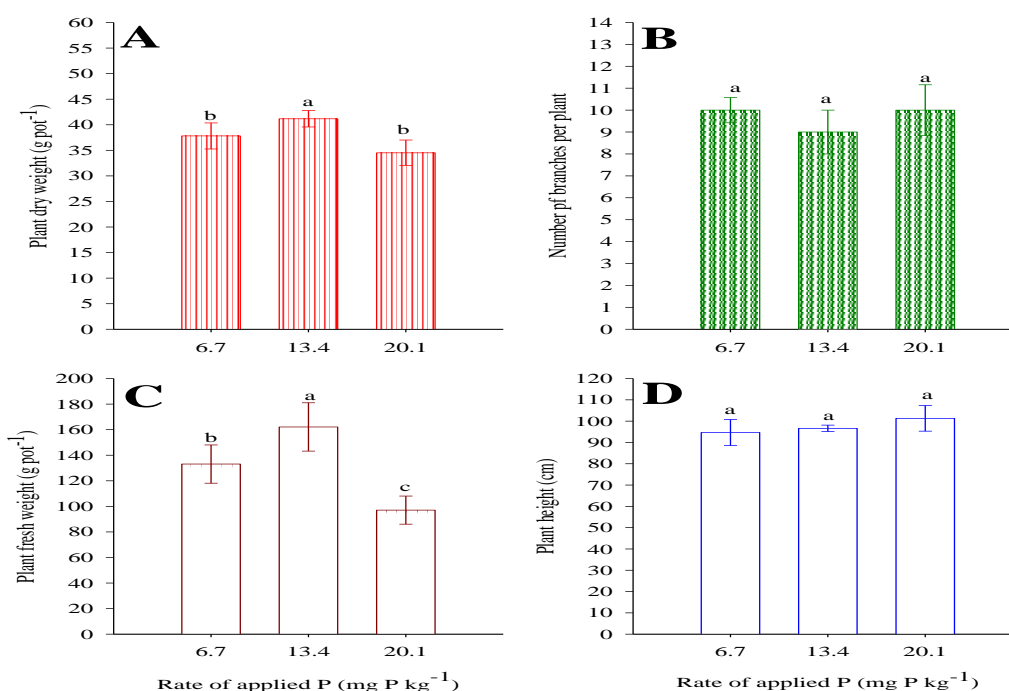 A
Plant dry weight (g pot-1)
60
55
50
45
40
35
30
25
20
15
10
5
0
b
a
b
6.7
13.4
20.1
B
Number pf branches per plant
14
13
12
11
10
9
8
7
6
5
4
3
2
1
0
a
a
a
6.7
13.4
20.1
C
Plant fresh weight (g pot-1)
200
180
160
140
120
100
80
60
40
20
0
b
a
c
6.7
13.4
20.1
Rate of applied P (mg P kg-1)
D
Plant height (cm)
120
110
100
90
80
70
60
50
40
30
20
10
0
a
a
a
6.7
13.4
20.1
Rate of applied P (mg P kg-1)